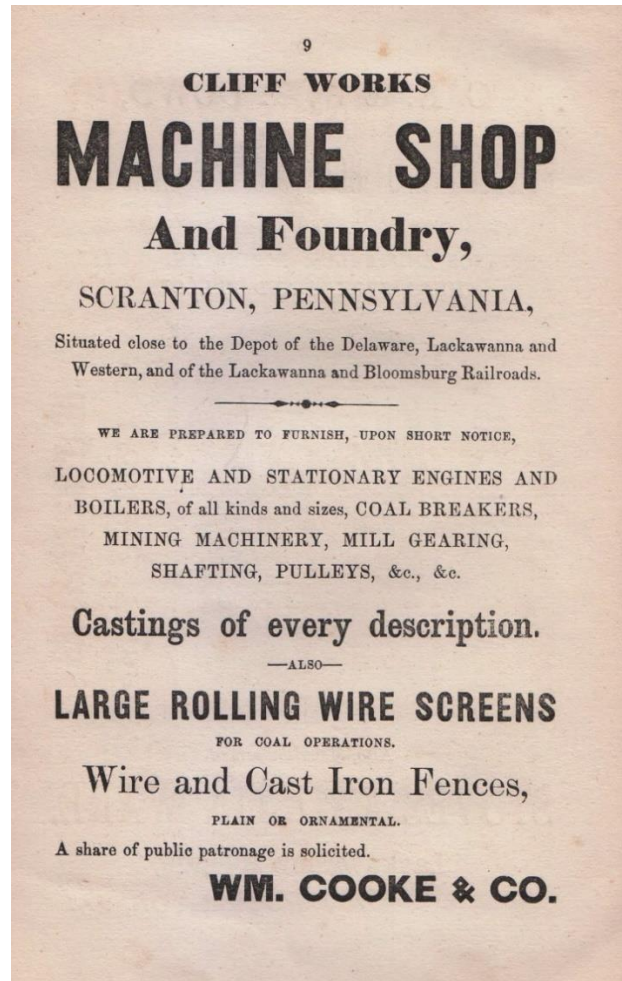 9
CLIFF WORKS
MACHINE SHOP
And Foundry,
SCRANTON, PENNSYLVANIA,
Situated close to the Depot of the Delaware, Lackawanna and
Western, and of the Lackawanna and Bloomsburg Railroads.
WE ARE PREPARED TO FURNISH, UPON SHORT NOTICE,
LOCOMOTIVE AND STATIONARY ENGINES AND
BOILERS, of all kinds and sizes, COAL BREAKERS,
MINING MACHINERY, MILL GEARING,
SHAFTING, PULLEYS, &c., &c.
Castings of every description.
—ALSO—
LARGE ROLLING WIRE SCREENS
FOR COAL OPERATIONS.
Wire and Cast Iron Fences,
PLAIN OR ORNAMENTAL.
A share of public patronage is solicited.
WM. COOKE & CO.